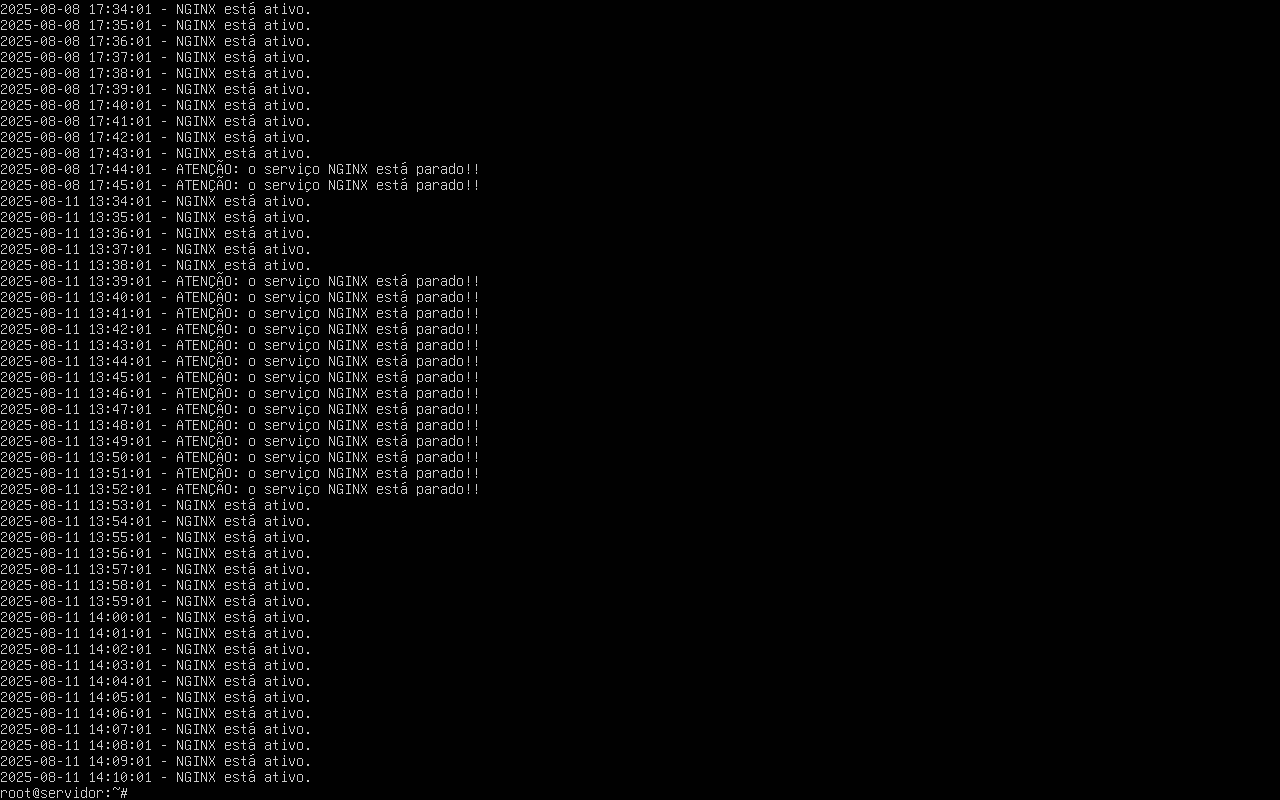 2025-08-08 17:34:01 - NGINX está ativo.
2025-08-08 17:35:01 - NGINX está ativo.
2025-08-08 17:36:01 - NGINX está ativo.
2025-08-08 17:37:01 - NGINX está ativo.
2025-08-08 17:38:01 - NGINX está ativo.
2025-08-08 17:39:01 - NGINX está ativo.
2025-08-08 17:40:01 - NGINX está ativo.
2025-08-08 17:41:01 - NGINX está ativo.
2025-08-08 17:42:01 - NGINX está ativo.
2025-08-08 17:43:01 - NGINX está ativo.
2025-08-08 17:44:01 - ATENÇÃO: o serviço NGINX está parado!!
2025-08-08 17:45:01 - ATENÇÃO: o serviço NGINX está parado!!
2025-08-11 13:34:01 - NGINX está ativo.
2025-08-11 13:35:01 - NGINX está ativo.
2025-08-11 13:36:01 - NGINX está ativo.
2025-08-11 13:37:01 - NGINX está ativo.
2025-08-11 13:38:01 - NGINX está ativo.
2025-08-11 13:39:01 - ATENÇÃO: o serviço NGINX está parado!!
2025-08-11 13:40:01 - ATENÇÃO: o serviço NGINX está parado!!
2025-08-11 13:41:01 - ATENÇÃO: o serviço NGINX está parado!!
2025-08-11 13:42:01 - ATENÇÃO: o serviço NGINX está parado!!
2025-08-11 13:43:01 - ATENÇÃO: o serviço NGINX está parado!!
2025-08-11 13:44:01 - ATENÇÃO: o serviço NGINX está parado!!
2025-08-11 13:45:01 - ATENÇÃO: o serviço NGINX está parado!!
2025-08-11 13:46:01 - ATENÇÃO: o serviço NGINX está parado!!
2025-08-11 13:47:01 - ATENÇÃO: o serviço NGINX está parado!!
2025-08-11 13:48:01 - ATENÇÃO: o serviço NGINX está parado!!
2025-08-11 13:49:01 - ATENÇÃO: o serviço NGINX está parado!!
2025-08-11 13:50:01 - ATENÇÃO: o serviço NGINX está parado!!
2025-08-11 13:51:01 - ATENÇÃO: o serviço NGINX está parado!!
2025-08-11 13:52:01 - ATENÇÃO: o serviço NGINX está parado!!
2025-08-11 13:53:01 - NGINX está ativo.
2025-08-11 13:54:01 - NGINX está ativo.
2025-08-11 13:55:01 - NGINX está ativo.
2025-08-11 13:56:01 - NGINX está ativo.
2025-08-11 13:57:01 - NGINX está ativo.
2025-08-11 13:58:01 - NGINX está ativo.
2025-08-11 13:59:01 - NGINX está ativo.
2025-08-11 14:00:01 - NGINX está ativo.
2025-08-11 14:01:01 - NGINX está ativo.
2025-08-11 14:02:01 - NGINX está ativo.
2025-08-11 14:03:01 - NGINX está ativo.
2025-08-11 14:04:01 - NGINX está ativo.
2025-08-11 14:05:01 - NGINX está ativo.
2025-08-11 14:06:01 - NGINX está ativo.
2025-08-11 14:07:01 - NGINX está ativo.
2025-08-11 14:08:01 - NGINX está ativo.
2025-08-11 14:09:01 - NGINX está ativo.
2025-08-11 14:10:01 - NGINX está ativo.
root@servidor:~#